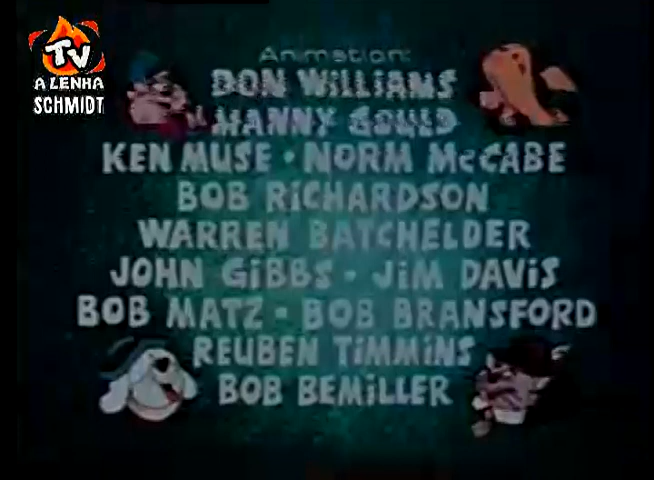 TV
A LENHA
SCHMIDT
Animation:
DON WILLIAMS
MANNY GOULD
KEN MUSE • NORM McCABE
BOB RiCHARDSON
WARREN BATCHELDER
JOHN GiBBS • JiM DAViS
BOB MATZ • BOB BRANSFORD
REUBEN TiMMiNS
BOB BEMiLLER